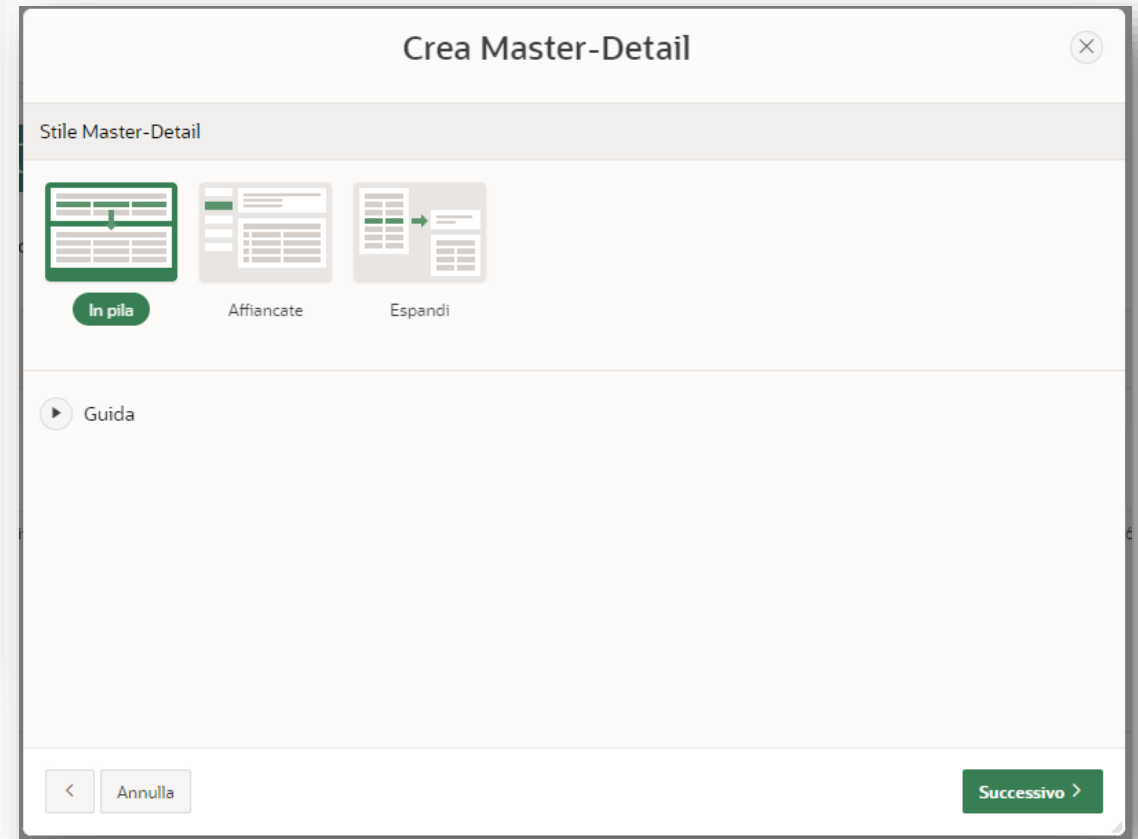 Crea Master-Detail
Stile Master-Detail
In pila
Affiancate
Espandi
Guida
Annulla
Successivo